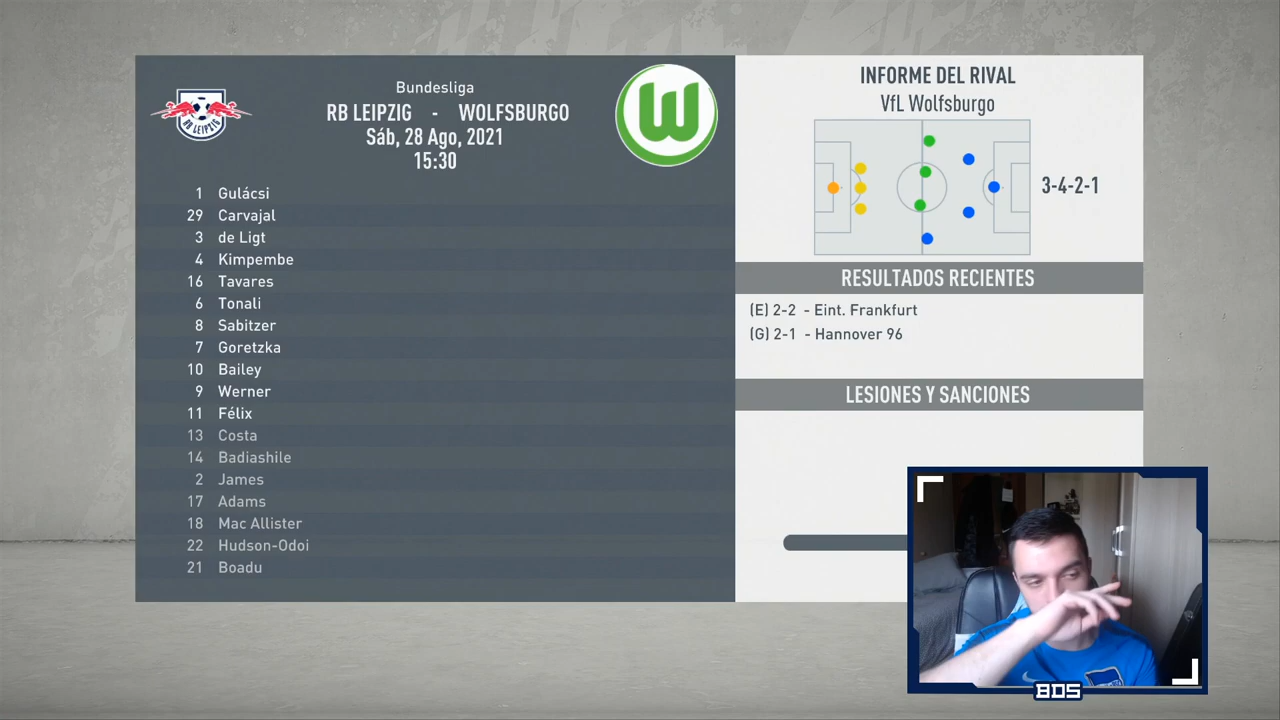 Bundesliga
RB LEIPZIG - WOLFSBURGO
Sáb, 28 Ago, 2021
15:30
RB LEIPZIG
W
1 Gulácsi
29 Carvajal
3 de Ligt
4 Kimpembe
16 Tavares
6 Tonali
8 Sabitzer
7 Goretzka
10 Bailey
9 Werner
11 Félix
13 Costa
14 Badiashile
2 James
17 Adams
18 Mac Allister
22 Hudson-Odoi
21 Boadu
INFORME DEL RIVAL
VfL Wolfsburgo
3-4-2-1
RESULTADOS RECIENTES
(E) 2-2 - Eint. Frankfurt
(G) 2-1 - Hannover 96
LESIONES Y SANCIONES
BDS